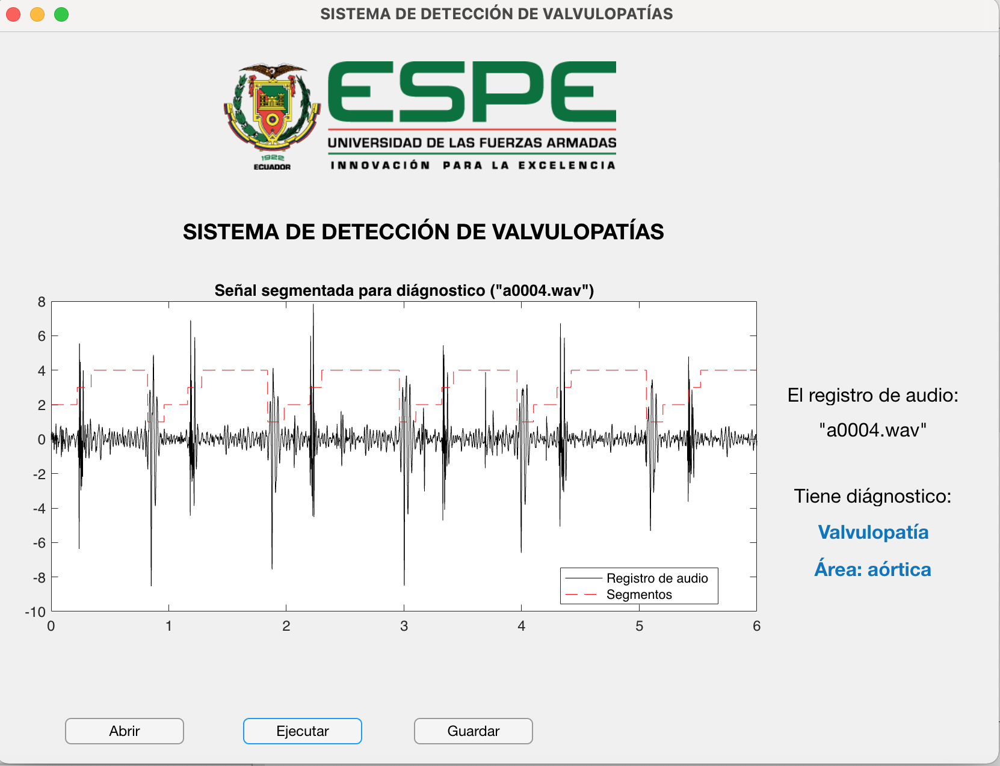 SISTEMA DE DETECCIÓN DE VALVULOPATÍAS
ESPE
UNIVERSIDAD DE LAS FUERZAS ARMADAS
INNOVACIÓN PARA LA EXCELENCIA
1922
ECUADOR
SISTEMA DE DETECCIÓN DE VALVULOPATÍAS
Señal segmentada para diágnostico ("a0004.wav")
8
6
4
2
0
-2
-4
-6
-8
-10
0 1 2 3 4 5 6
Registro de audio
Segmentos
El registro de audio:
"a0004.wav"
Tiene diágnostico:
Valvulopatía
Área: aórtica
Abrir
Ejecutar
Guardar